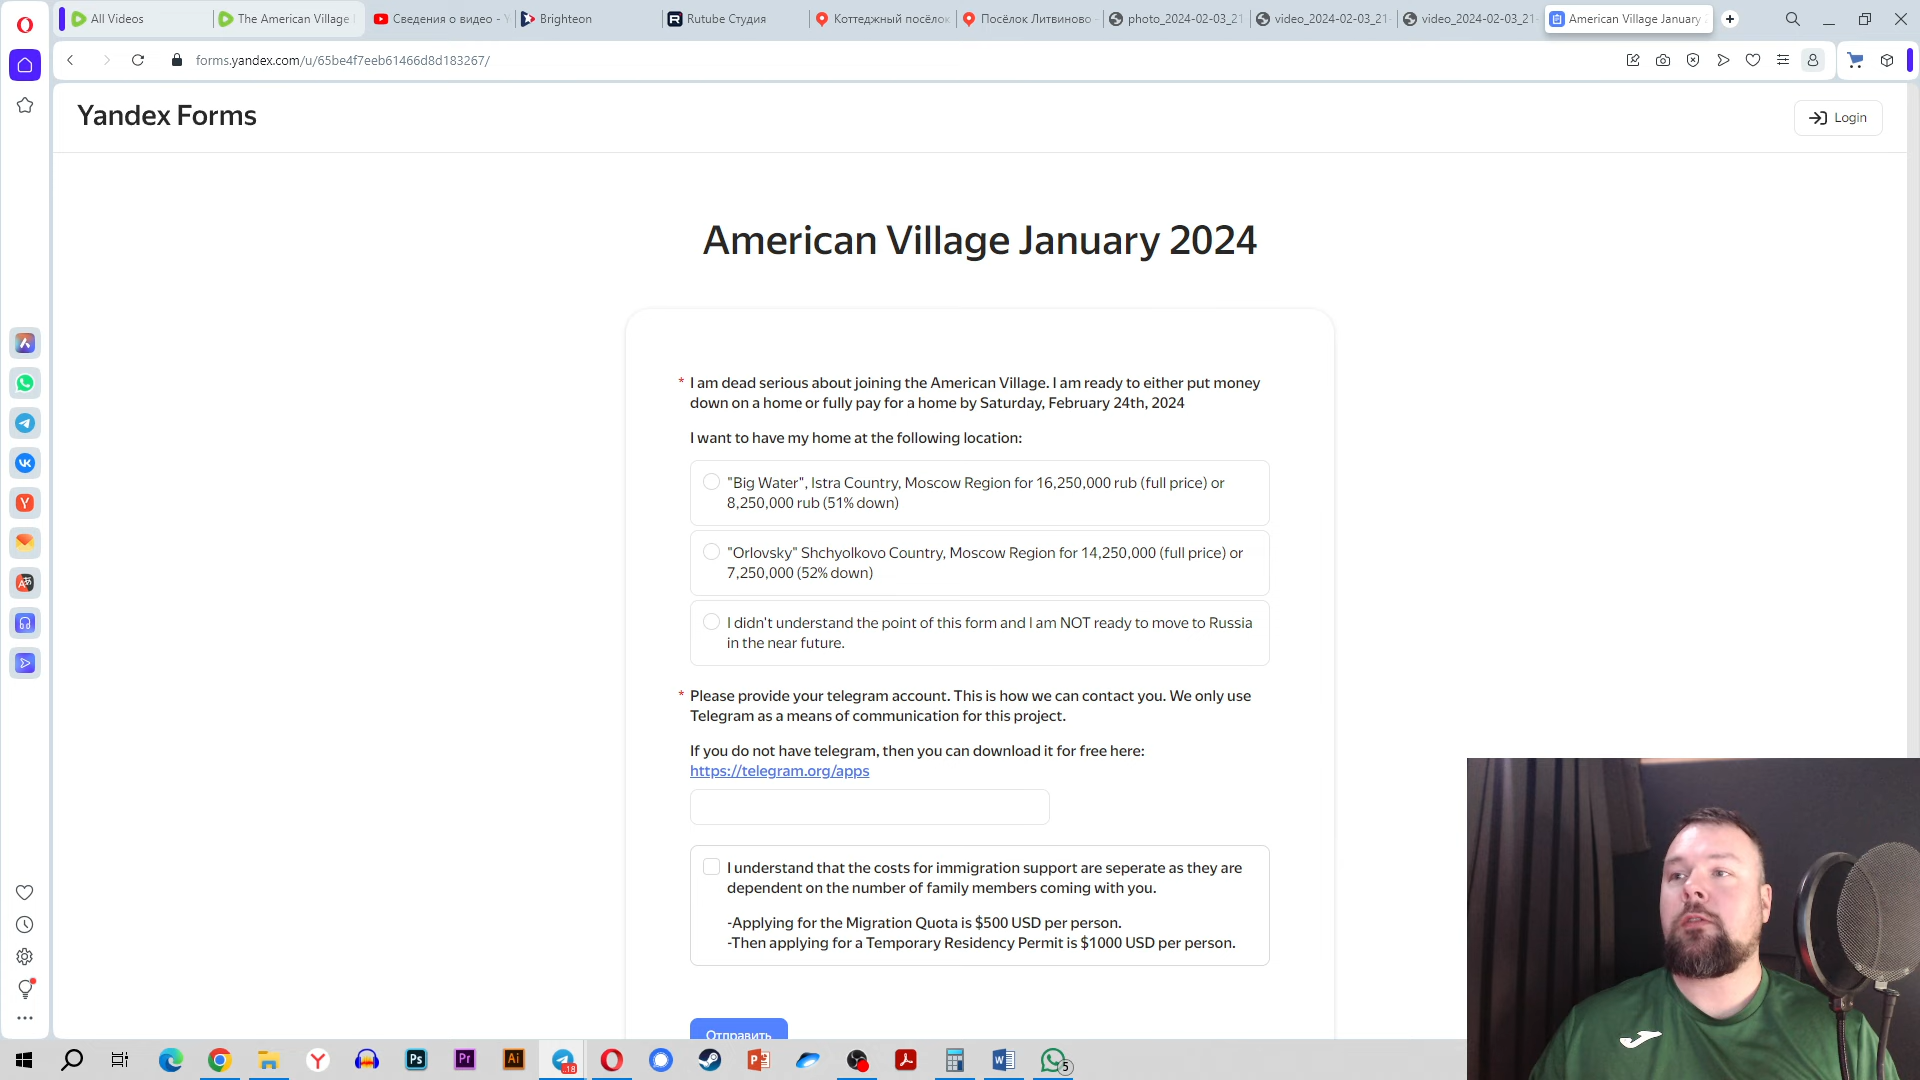 All Videos
The American Village
Сведения о видео - Y
Brighteon
Rutube Студия
Коттеджный посёлок
Посёлок Литвиново -
photo_2024-02-03_21
video_2024-02-03_21-
video_2024-02-03_21-
American Village January
forms.yandex.com/u/65be4f7eeb61466d8d183267/
Yandex Forms
Login
American Village January 2024
* I am dead serious about joining the American Village. I am ready to either put money
down on a home or fully pay for a home by Saturday, February 24th, 2024
I want to have my home at the following location:
"Big Water", Istra Country, Moscow Region for 16,250,000 rub (full price) or
8,250,000 rub (51% down)
"Orlovsky" Shchyolkovo Country, Moscow Region for 14,250,000 (full price) or
7,250,000 (52% down)
I didn't understand the point of this form and I am NOT ready to move to Russia
in the near future.
* Please provide your telegram account. This is how we can contact you. We only use
Telegram as a means of communication for this project.
If you do not have telegram, then you can download it for free here:
https://telegram.org/apps
I understand that the costs for immigration support are seperate as they are
dependent on the number of family members coming with you.
-Applying for the Migration Quota is $500 USD per person.
-Then applying for a Temporary Residency Permit is $1000 USD per person.
Отправить